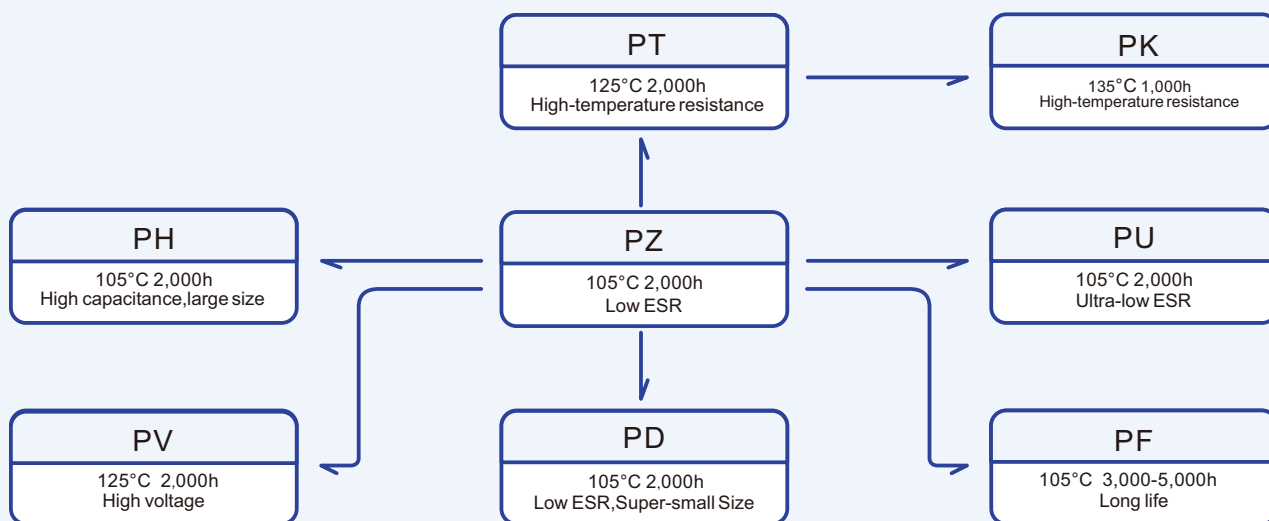 PT
125°C 2,000h
High-temperature resistance
PK
135°C 1,000h
High-temperature resistance
PH
105°C 2,000h
High capacitance,large size
PZ
105°C 2,000h
Low ESR
PU
105°C 2,000h
Ultra-low ESR
PV
125°C 2,000h
High voltage
PD
105°C 2,000h
Low ESR,Super-small Size
PF
105°C 3,000-5,000h
Long life